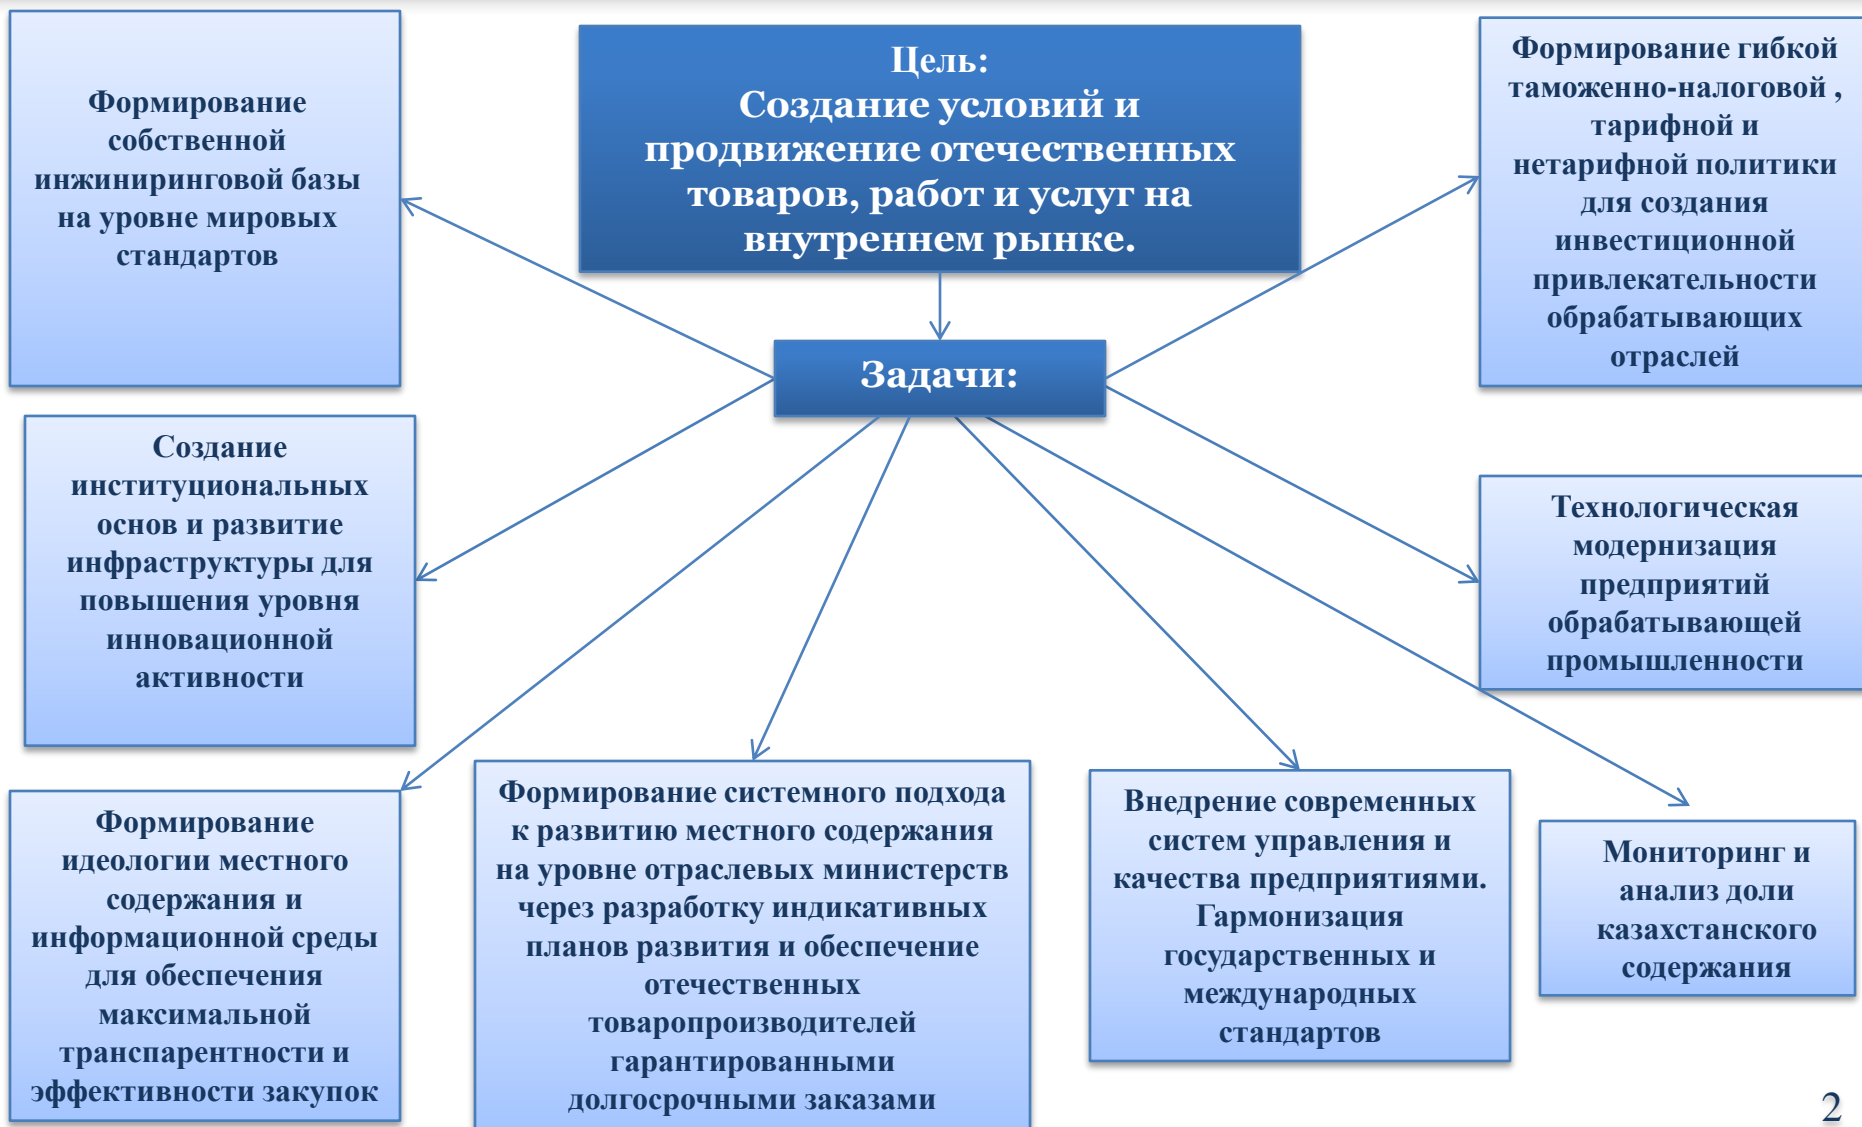 Цель:
Создание условий и
продвижение отечественных
товаров, работ и услуг на
внутреннем рынке.
Задачи:
Формирование
собственной
инжиниринговой базы
на уровне мировых
стандартов
Формирование гибкой
таможенно-налоговой ,
тарифной и
нетарифной политики
для создания
инвестиционной
привлекательности
обрабатывающих
отраслей
Создание
институциональных
основ и развитие
инфраструктуры для
повышения уровня
инновационной
активности
Технологическая
модернизация
предприятий
обрабатывающей
промышленности
Формирование
идеологии местного
содержания и
информационной среды
для обеспечения
максимальной
транспарентности и
эффективности закупок
Формирование системного подхода
к развитию местного содержания
на уровне отраслевых министерств
через разработку индикативных
планов развития и обеспечение
отечественных
товаропроизводителей
гарантированными
долгосрочными заказами
Внедрение современных
систем управления и
качества предприятиями.
Гармонизация
государственных и
международных
стандартов
Мониторинг и
анализ доли
казахстанского
содержания
2